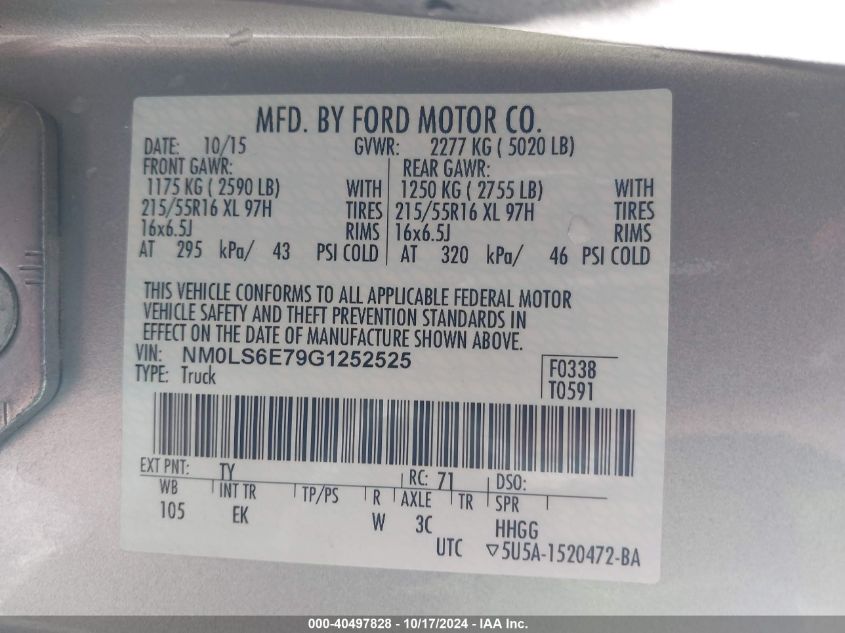 MFD. BY FORD MOTOR CO.
DATE: 10/15 GVWR: 2277 KG ( 5020 LB)
FRONT GAWR: REAR GAWR:
1175 KG ( 2590 LB) WITH 1250 KG ( 2755 LB) WITH
215/55R16 XL 97H TIRES 215/55R16 XL 97H TIRES
16x6.5J RIMS 16x6.5J RIMS
AT 295 kPa/ 43 PSI COLD AT 320 kPa/ 46 PSI COLD
THIS VEHICLE CONFORMS TO ALL APPLICABLE FEDERAL MOTOR
VEHICLE SAFETY AND THEFT PREVENTION STANDARDS IN
EFFECT ON THE DATE OF MANUFACTURE SHOWN ABOVE.
VIN: NM0LS6E79G1252525
TYPE: Truck
F0338
T0591
EXT PNT: TY RC: 71 DSO:
WB INT TR TP/PS R AXLE TR SPR
105 EK W 3C HHGG
UTC ▽5U5A-1520472-BA
000-40497828 - 10/17/2024 - IAA Inc.